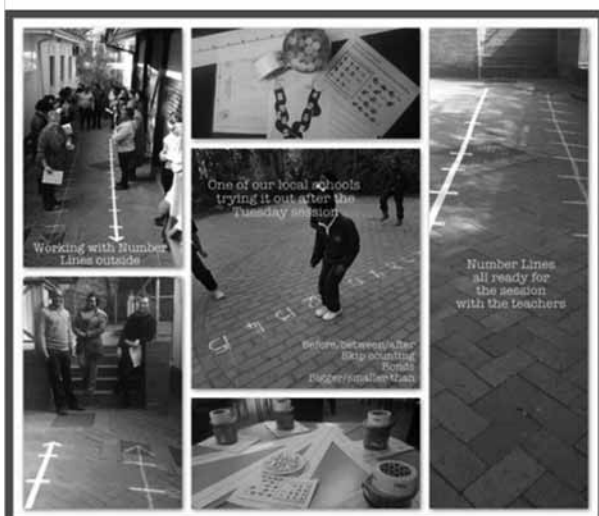 Working with Number
Lines outside
One of our local schools
trying it out after the
Tuesday session
Before/between/after
Skip counting
Bonds
Bigger/smaller than
Number Lines
all ready for
the session
with the teachers